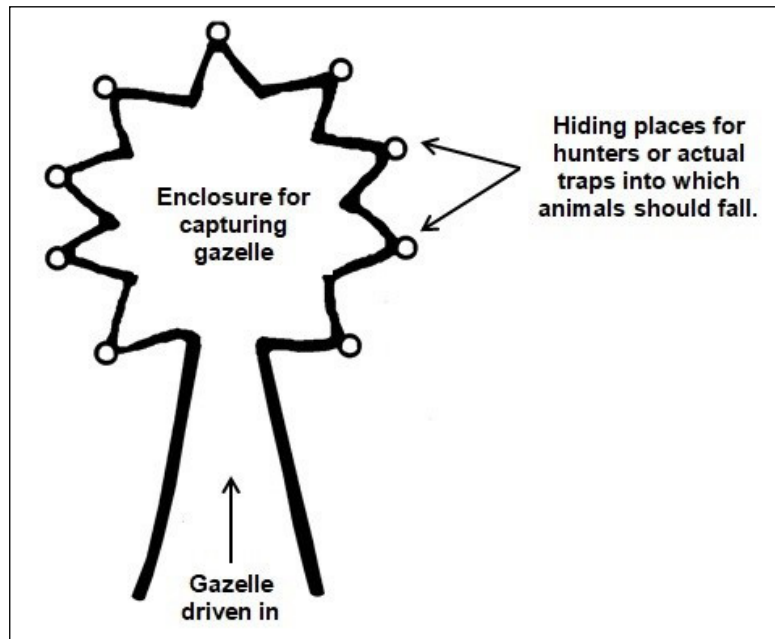 Hiding places for
hunters or actual
traps into which
animals should fall.
Enclosure for
capturing
gazelle
Gazelle
driven in